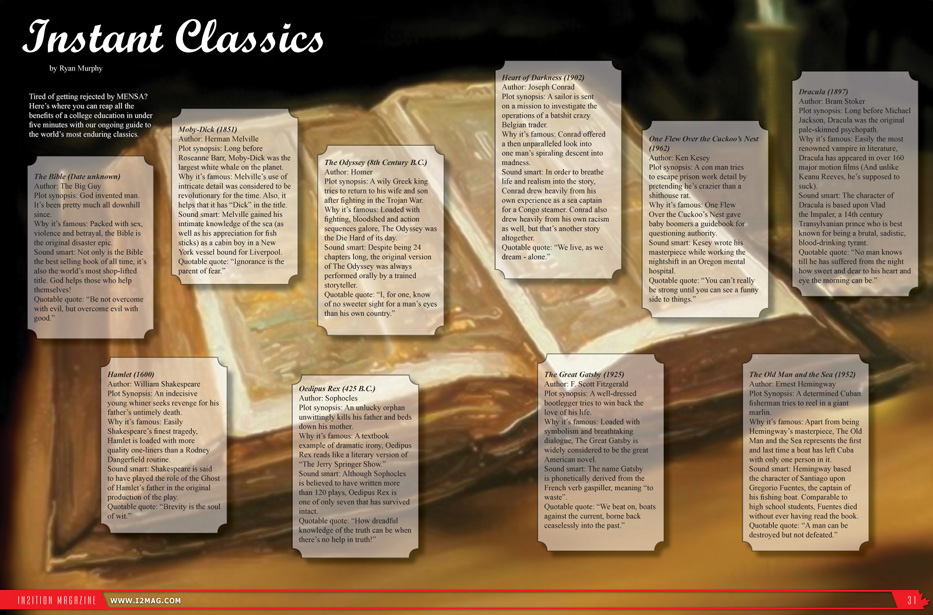 Instant Classics
by Ryan Murphy
Tired of getting rejected by MENSA?
Here's where you can reap all the
benefits of a college education in under
five minutes with our ongoing guide to
the world's most enduring classics.
The Bible (Date unknown)
Author: The Big Guy
Plot synopsis: God invented man.
It's been pretty much all downhill
since.
Why it's famous: Packed with sex,
violence and betrayal, the Bible is
the original disaster epic.
Sound smart: Not only is the Bible
the best selling book of all time, it's
also the world's most shop-lifted
title. God helps those who help
themselves!
Quotable quote: "Be not overcome
with evil, but overcome evil with
good."
Moby-Dick (1851)
Author: Herman Melville
Plot synopsis: Long before
Roseanne Barr, Moby-Dick was the
largest white whale on the planet.
Why it's famous: Melville's use of
intricate detail was considered to be
revolutionary for the time. Also, it
helps that it has "Dick" in the title.
Sound smart: Melville gained his
intimate knowledge of the sea (as
well as his appreciation for fish
sticks) as a cabin boy in a New
York vessel bound for Liverpool.
Quotable quote: "Ignorance is the
parent of fear."
The Odyssey (8th Century B.C.)
Author: Homer
Plot synopsis: A wily Greek king
tries to return to his wife and son
after fighting in the Trojan War.
Why it's famous: Loaded with
fighting, bloodshed and action
sequences galore, The Odyssey was
the Die Hard of its day.
Sound smart: Despite being 24
chapters long, the original version
of The Odyssey was always
performed orally by a trained
storyteller.
Quotable quote: "I, for one, know
of no sweeter sight for a man's eyes
than his own country."
Heart of Darkness (1902)
Author: Joseph Conrad
Plot synopsis: A sailor is sent
on a mission to investigate the
operations of a batshit crazy
Belgian trader.
Why it's famous: Conrad offered
a then unparalleled look into
one man's spiraling descent into
madness.
Sound smart: In order to breathe
life and realism into the story,
Conrad drew heavily from his
own experience as a sea captain
for a Congo steamer. Conrad also
drew heavily from his own racism
as well, but that's another story
altogether.
Quotable quote: "We live, as we
dream - alone."
One Flew Over the Cuckoo's Nest
(1962)
Author: Ken Kesey
Plot synopsis: A con man tries
to escape prison work detail by
pretending he's crazier than a
shithouse rat.
Why it's famous: One Flew
Over the Cuckoo's Nest gave
baby boomers a guidebook for
questioning authority.
Sound smart: Kesey wrote his
masterpiece while working the
nightshift in an Oregon mental
hospital.
Quotable quote: "You can't really
be strong until you can see a funny
side to things."
Dracula (1897)
Author: Bram Stoker
Plot synopsis: Long before Michael
Jackson, Dracula was the original
pale-skinned psychopath.
Why it's famous: Easily the most
renowned vampire in literature,
Dracula has appeared in over 160
major motion films (And unlike
Keanu Reeves, he's supposed to
suck).
Sound smart: The character of
Dracula is based upon Vlad
the Impaler, a 14th century
Transylvanian prince who is best
known for being a brutal, sadistic,
blood-drinking tyrant.
Quotable quote: "No man knows
till he has suffered from the night
how sweet and dear to his heart and
eye the morning can be."
Hamlet (1600)
Author: William Shakespeare
Plot Synopsis: An indecisive
young whiner seeks revenge for his
father's untimely death.
Why it's famous: Easily
Shakespeare's finest tragedy,
Hamlet is loaded with more
quality one-liners than a Rodney
Dangerfield routine.
Sound smart: Shakespeare is said
to have played the role of the Ghost
of Hamlet's father in the original
production of the play.
Quotable quote: "Brevity is the soul
of wit."
Oedipus Rex (425 B.C.)
Author: Sophocles
Plot synopsis: An unlucky orphan
unwittingly kills his father and beds
down his mother.
Why it's famous: A textbook
example of dramatic irony, Oedipus
Rex reads like a literary version of
"The Jerry Springer Show."
Sound smart: Although Sophocles
is believed to have written more
than 120 plays, Oedipus Rex is
one of only seven that has survived
intact.
Quotable quote: "How dreadful
knowledge of the truth can be when
there's no help in truth!"
The Great Gatsby (1925)
Author: F. Scott Fitzgerald
Plot Synopsis: A well-dressed
bootlegger tries to win back the
love of his life.
Why it's famous: Loaded with
symbolism and breathtaking
dialogue, The Great Gatsby is
widely considered to be the great
American novel.
Sound smart: The name Gatsby
is phonetically derived from the
French verb gaspiller, meaning "to
waste".
Quotable quote: "We beat on, boats
against the current, borne back
ceaselessly into the past."
The Old Man and the Sea (1952)
Author: Ernest Hemingway
Plot Synopsis: A determined Cuban
fisherman tries to reel in a giant
marlin.
Why it's famous: Apart from being
Hemingway's masterpiece, The Old
Man and the Sea represents the first
and last time a boat has left Cuba
with only one person in it.
Sound smart: Hemingway based
the character of Santiago upon
Gregorio Fuentes, the captain of
his fishing boat. Comparable to
high school students, Fuentes died
without ever having read the book.
Quotable quote: "A man can be
destroyed but not defeated."
IN2ITION MAGAZINE WWW.I2MAG.COM
31